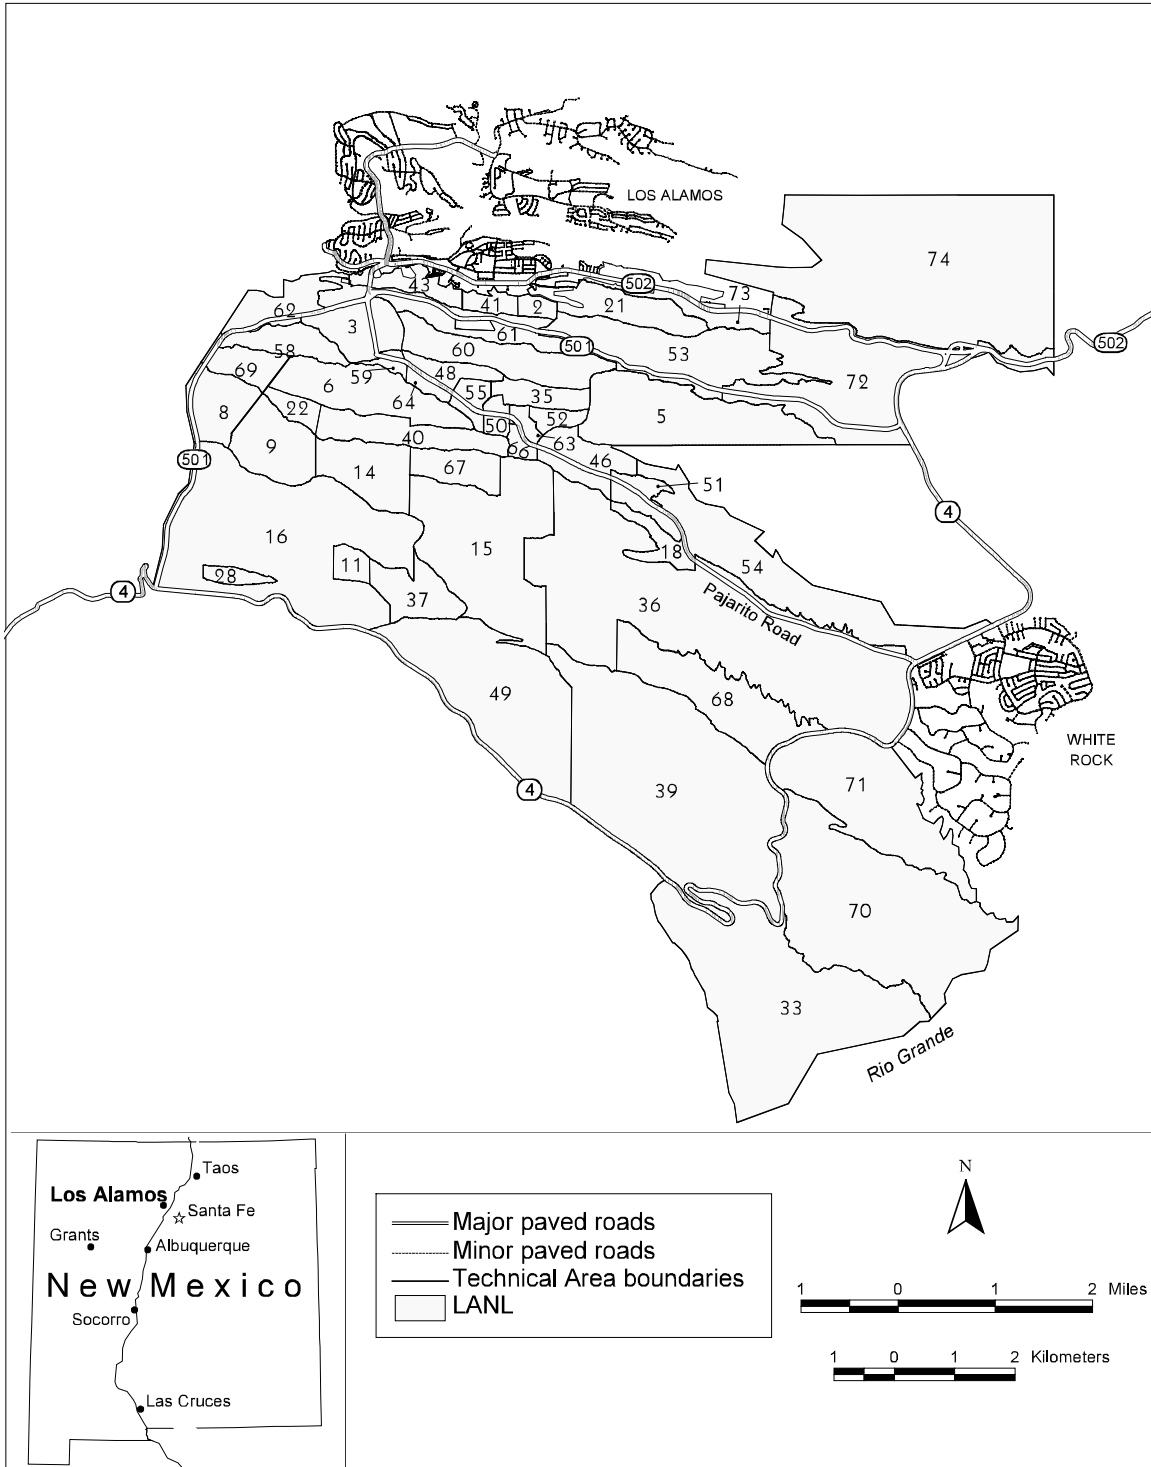 LOS ALAMOS
74
502
73
43
41
2
21
62
3
61
501
53
502
58
60
59
48
69
6
64
55
35
72
8
22
50
52
5
40
63
66
9
501
14
67
46
51
4
16
15
18
54
28
11
4
37
36
Pajarito Road
49
68
WHITE
ROCK
4
39
71
70
33
Rio Grande
Taos
Los Alamos
Santa Fe
Grants
Albuquerque
New Mexico
Socorro
Las Cruces
Major paved roads
Minor paved roads
Technical Area boundaries
LANL
N
1 0 1 2 Miles
1 0 1 2 Kilometers